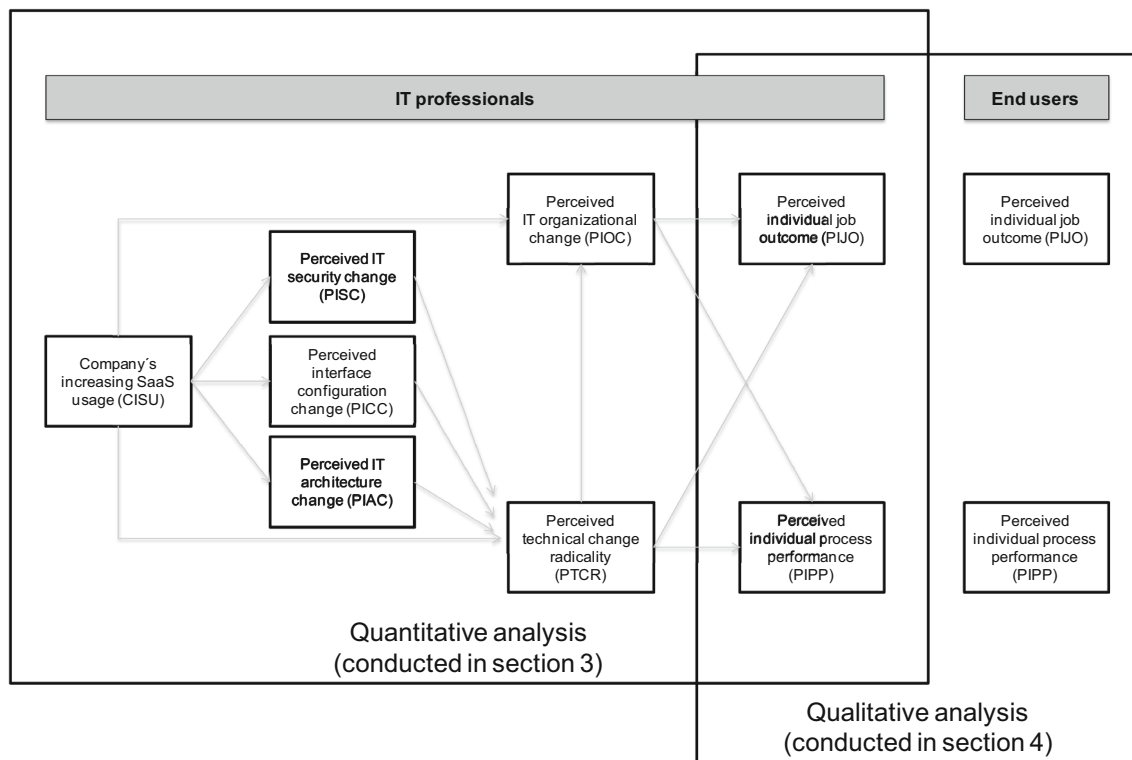 IT professionals
End users
Perceived
IT organizational
change (PIOC)
Perceived
individual job
outcome (PIJO)
Perceived
individual job
outcome (PIJO)
Perceived IT
security change
(PISC)
Company´s
increasing SaaS
usage (CISU)
Perceived
interface
configuration
change (PICC)
Perceived IT
architecture
change (PIAC)
Perceived
technical change
radicality
(PTCR)
Perceived
individual process
performance
(PIPP)
Perceived
individual process
performance
(PIPP)
Quantitative analysis
(conducted in section 3)
Qualitative analysis
(conducted in section 4)